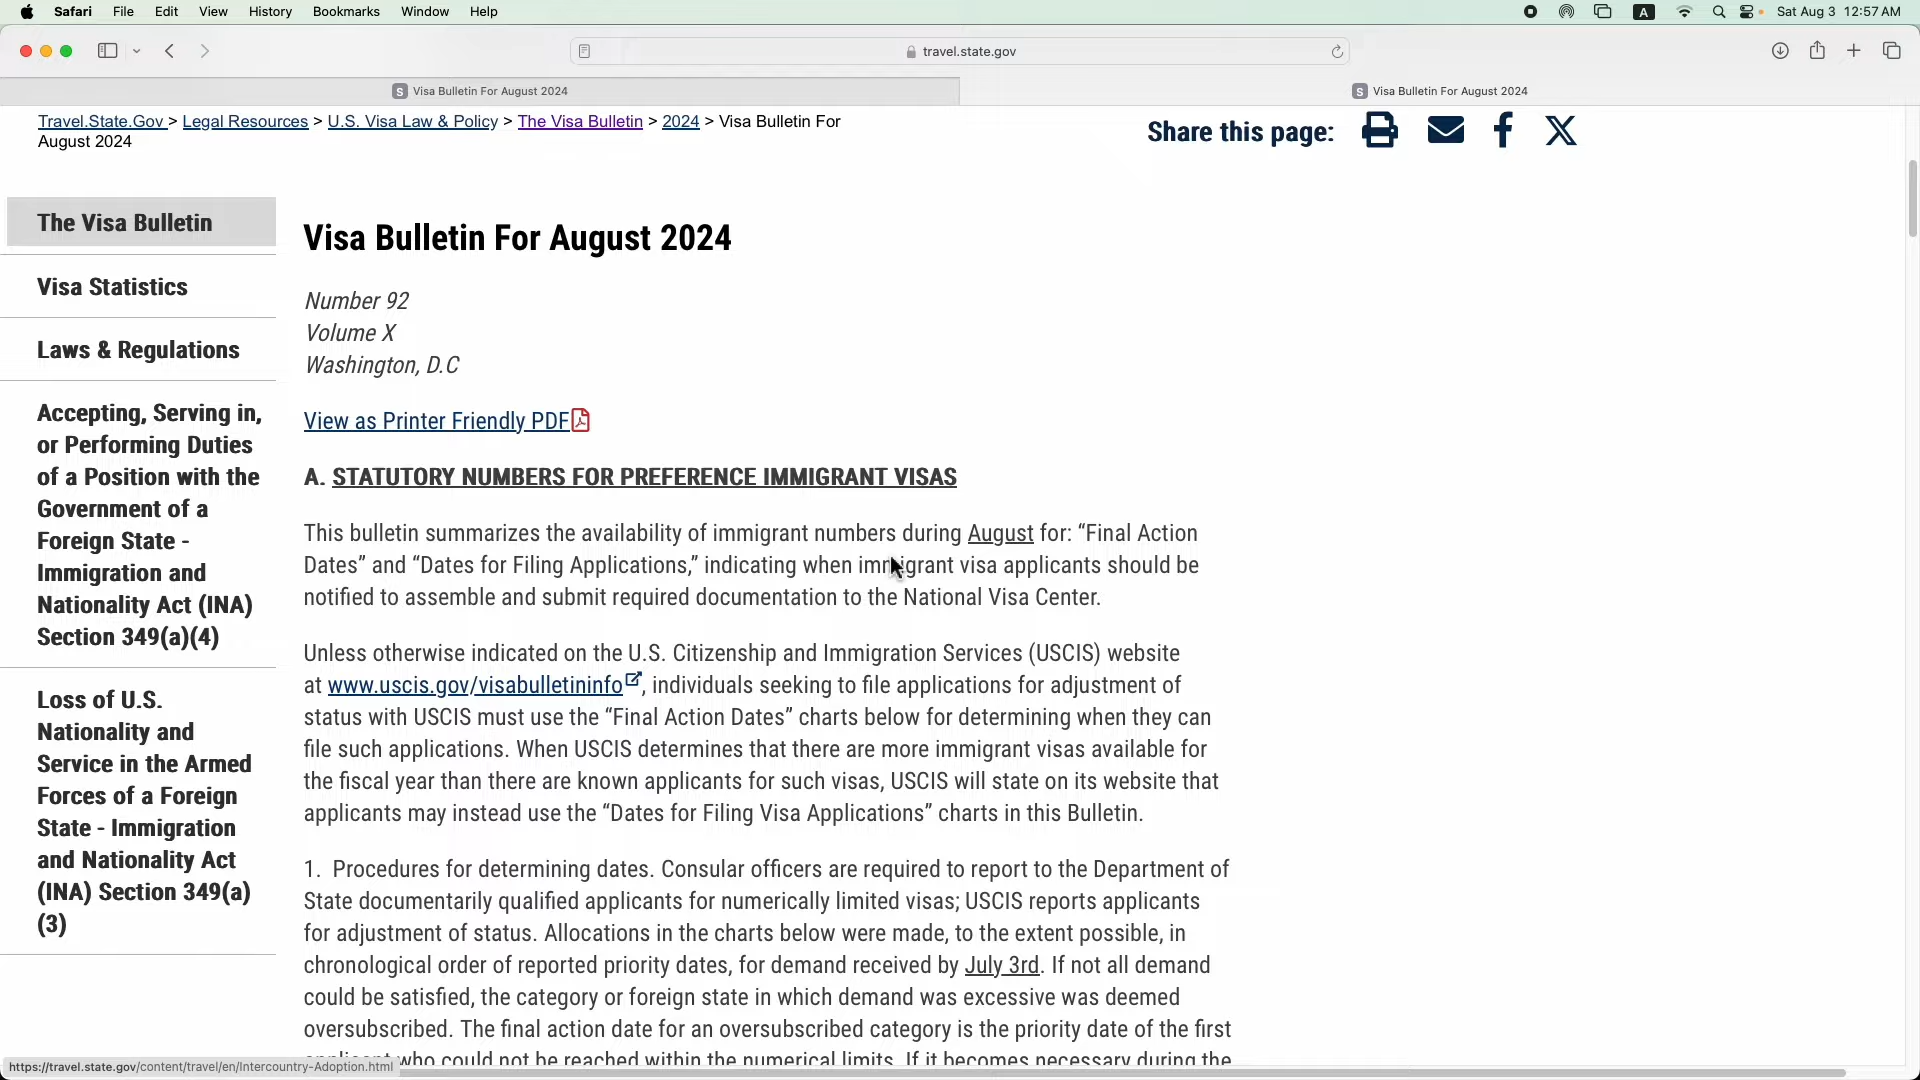 Safari File Edit View History Bookmarks Window Help
A
Sat Aug 3 12:57 AM
travel.state.gov
S Visa Bulletin For August 2024
S Visa Bulletin For August 2024
Travel.State.Gov > Legal Resources > U.S. Visa Law & Policy > The Visa Bulletin > 2024 > Visa Bulletin For
August 2024
Share this page:
The Visa Bulletin
Visa Statistics
Laws & Regulations
Accepting, Serving in,
or Performing Duties
of a Position with the
Government of a
Foreign State -
Immigration and
Nationality Act (INA)
Section 349(a)(4)
Loss of U.S.
Nationality and
Service in the Armed
Forces of a Foreign
State - Immigration
and Nationality Act
(INA) Section 349(a)
(3)
Visa Bulletin For August 2024
Number 92
Volume X
Washington, D.C
View as Printer Friendly PDF
A. STATUTORY NUMBERS FOR PREFERENCE IMMIGRANT VISAS
This bulletin summarizes the availability of immigrant numbers during August for: “Final Action
Dates” and “Dates for Filing Applications,” indicating when immigrant visa applicants should be
notified to assemble and submit required documentation to the National Visa Center.
Unless otherwise indicated on the U.S. Citizenship and Immigration Services (USCIS) website
at www.uscis.gov/visabulletininfo, individuals seeking to file applications for adjustment of
status with USCIS must use the “Final Action Dates” charts below for determining when they can
file such applications. When USCIS determines that there are more immigrant visas available for
the fiscal year than there are known applicants for such visas, USCIS will state on its website that
applicants may instead use the “Dates for Filing Visa Applications” charts in this Bulletin.
1. Procedures for determining dates. Consular officers are required to report to the Department of
State documentarily qualified applicants for numerically limited visas; USCIS reports applicants
for adjustment of status. Allocations in the charts below were made, to the extent possible, in
chronological order of reported priority dates, for demand received by July 3rd. If not all demand
could be satisfied, the category or foreign state in which demand was excessive was deemed
oversubscribed. The final action date for an oversubscribed category is the priority date of the first
applicant who could not be reached within the numerical limits. If it becomes necessary during the
https://travel.state.gov/content/travel/en/Intercountry-Adoption.html